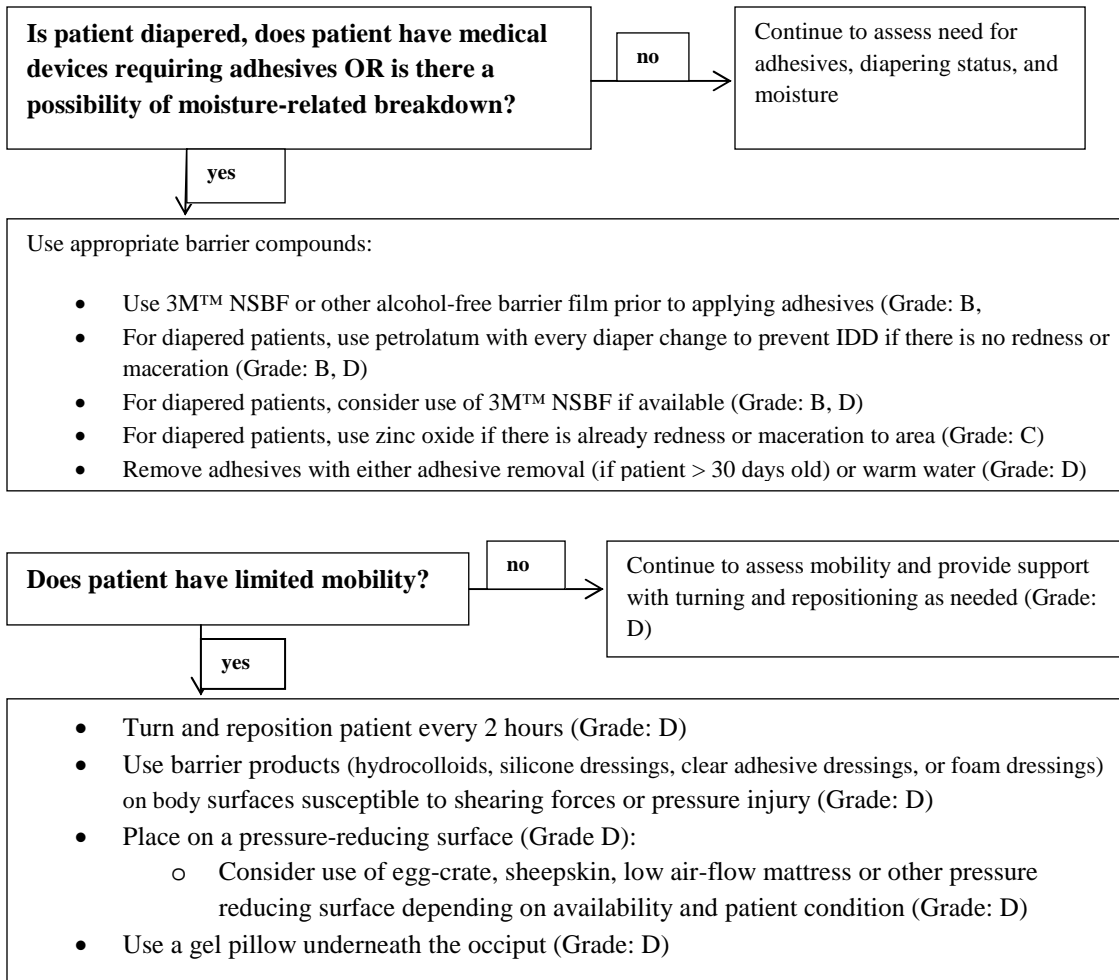 Is patient diapered, does patient have medical
devices requiring adhesives OR is there a
possibility of moisture-related breakdown?
no
Continue to assess need for
adhesives, diapering status, and
moisture
yes
Use appropriate barrier compounds:
• Use 3M™ NSBF or other alcohol-free barrier film prior to applying adhesives (Grade: B,
• For diapered patients, use petrolatum with every diaper change to prevent IDD if there is no redness or
maceration (Grade: B, D)
• For diapered patients, consider use of 3M™ NSBF if available (Grade: B, D)
• For diapered patients, use zinc oxide if there is already redness or maceration to area (Grade: C)
• Remove adhesives with either adhesive removal (if patient > 30 days old) or warm water (Grade: D)
Does patient have limited mobility?
no
Continue to assess mobility and provide support
with turning and repositioning as needed (Grade:
D)
yes
• Turn and reposition patient every 2 hours (Grade: D)
• Use barrier products (hydrocolloids, silicone dressings, clear adhesive dressings, or foam dressings)
on body surfaces susceptible to shearing forces or pressure injury (Grade: D)
• Place on a pressure-reducing surface (Grade D):
o Consider use of egg-crate, sheepskin, low air-flow mattress or other pressure
reducing surface depending on availability and patient condition (Grade: D)
• Use a gel pillow underneath the occiput (Grade: D)